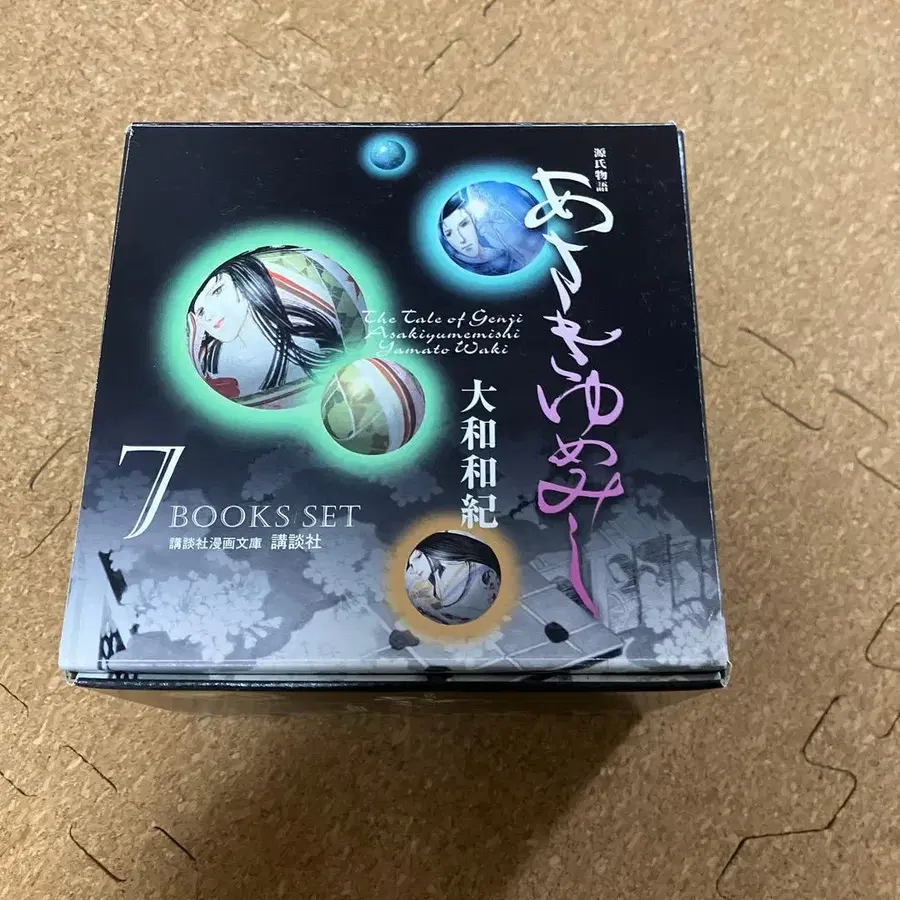 源氏物語
あさきゆめみし
The Tale of Genji
Asakiyumemishi
Yamato Waki
大和和紀
7 BOOKS SET
講談社漫画文庫 講談社